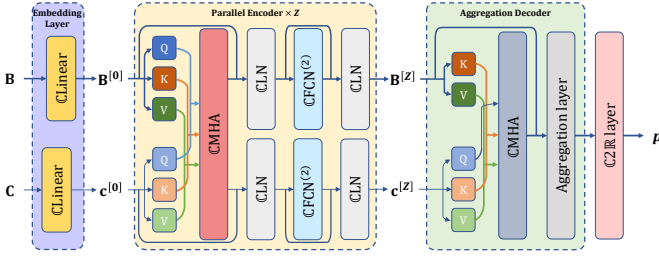 Embedding
Layer
Parallel Encoder × Z
Aggregation Decoder
B
ℂLinear
B[0]
Q
K
V
ℂMHA
ℂLN
ℂFCN(2)
ℂLN
B[Z]
K
V
ℂMHA
Aggregation layer
ℂ2ℝ layer
p
C
ℂLinear
c[0]
Q
K
V
ℂLN
ℂFCN(2)
ℂLN
c[Z]
Q
K
V